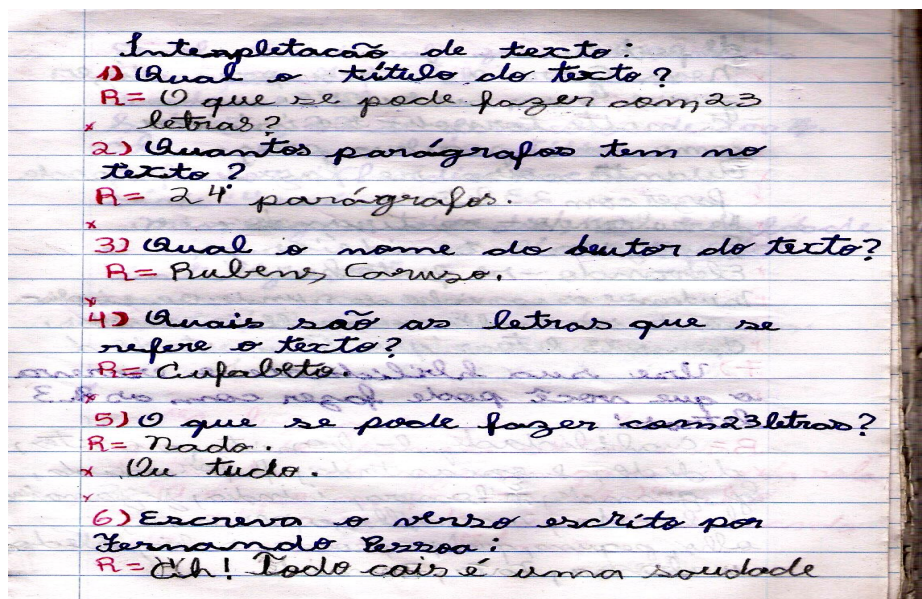 Interpletacão de texto:
1) Qual o título do texto?
R= O que se pode fazer com 23
x letras?
2) Quantos parágrafos tem no
texto?
R= 24 parágrafos.
x
3) Qual o nome do autor do texto?
R= Rubens Caruso.
x
4) Quais são as letras que se
refere o texto?
R= Aufabeto.
x
5) O que se pode fazer com 23 letras?
R= Nada.
x Ou tudo.
x
6) Escreva o verso escrito por
Fernando Pessoa:
R= Ah! Todo cais é uma saudade